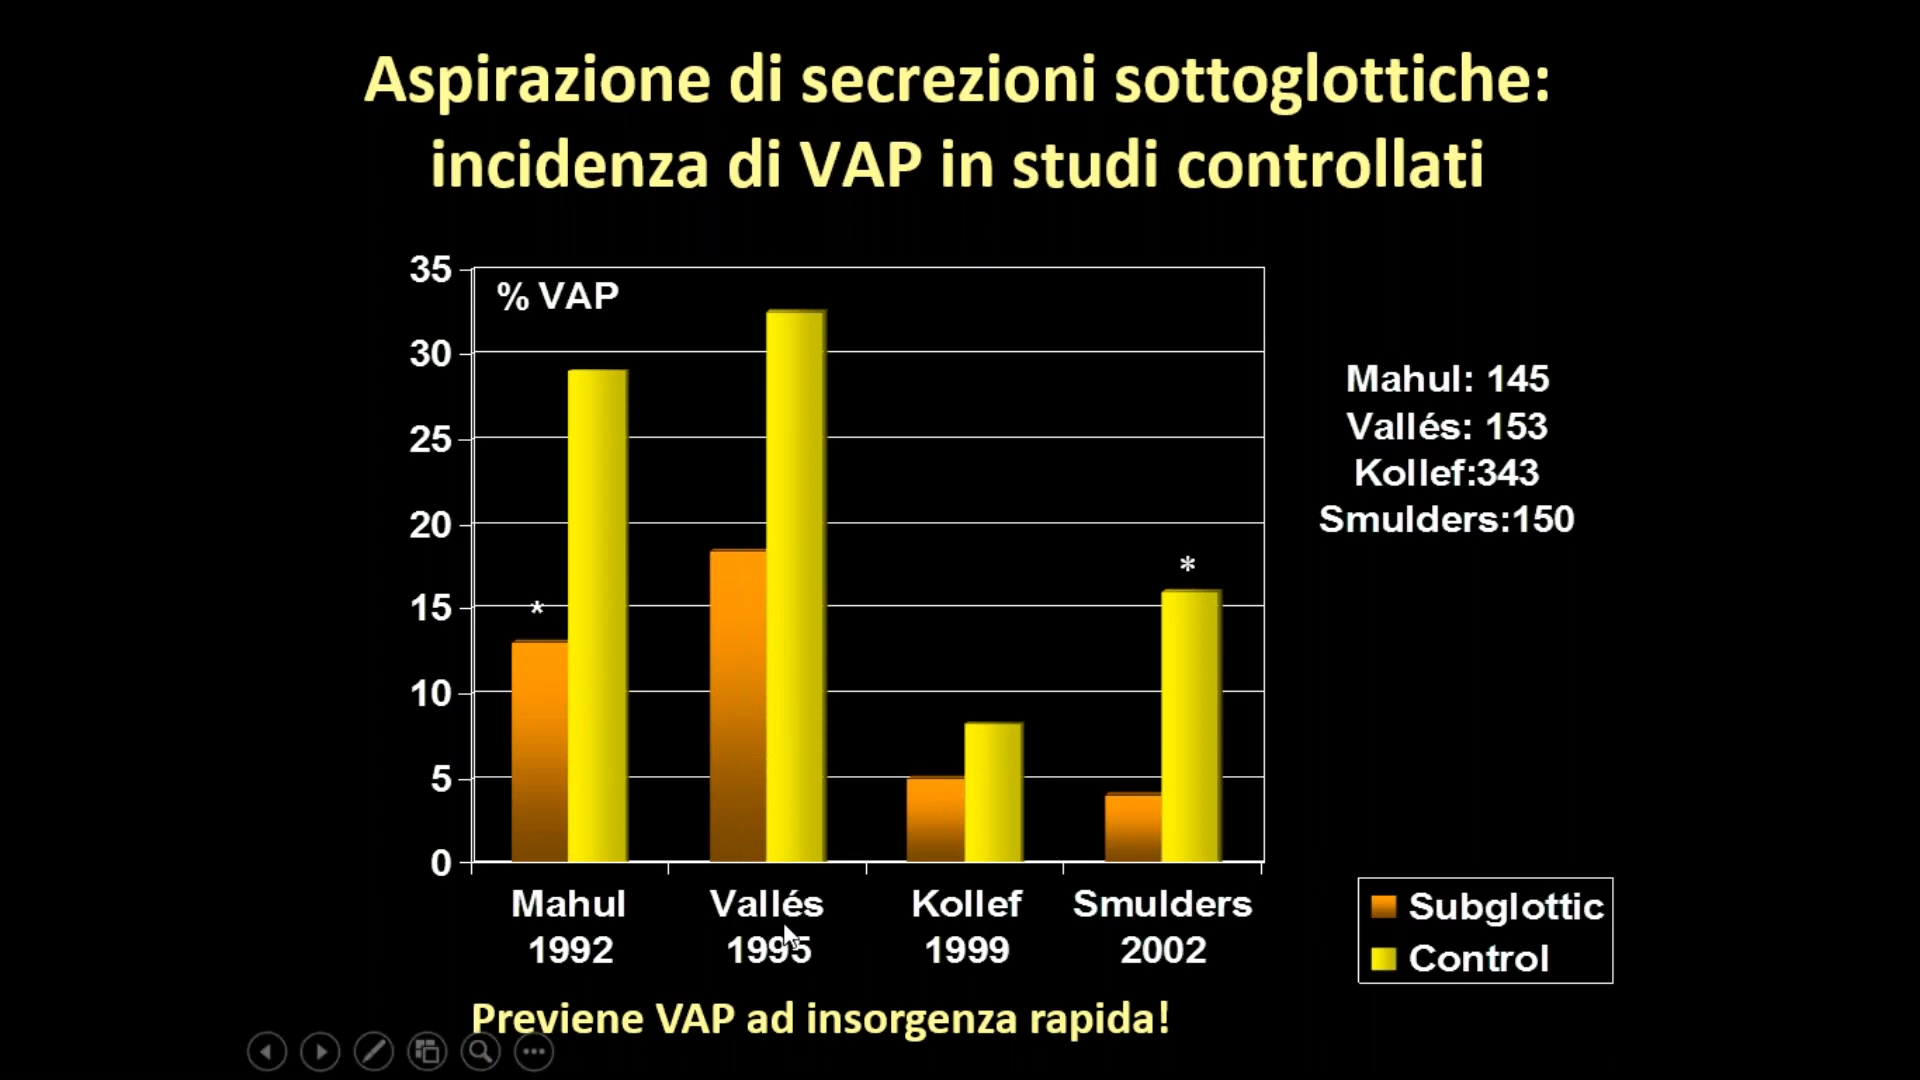 Aspirazione di secrezioni sottoglottiche:
incidenza di VAP in studi controllati
% VAP
35
30
25
20
15
10
5
0
*
*
Mahul
1992
Vallés
1995
Kollef
1999
Smulders
2002
Mahul: 145
Vallés: 153
Kollef:343
Smulders:150
Subglottic
Control
Previene VAP ad insorgenza rapida!